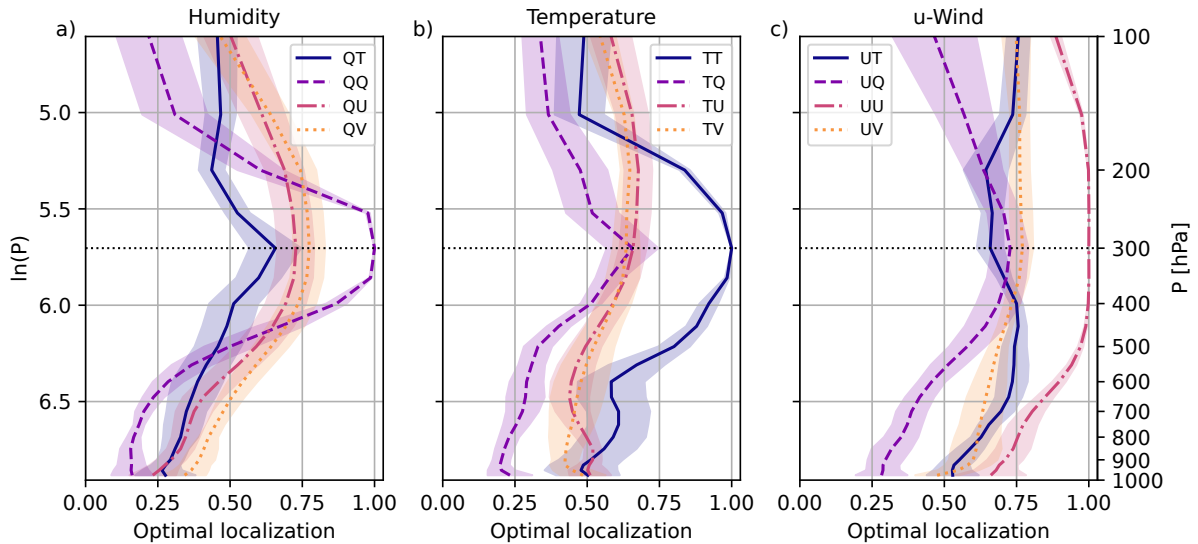 Humidity
Temperature
u-Wind
a)
b)
c)
QT
QQ
QU
QV
TT
TQ
TU
TV
UT
UQ
UU
UV
5.0
5.5
6.0
6.5
ln(P)
100
200
300
400
500
600
700
800
900
1000
P [hPa]
0.00 0.25 0.50 0.75 1.00
0.00 0.25 0.50 0.75 1.00
0.00 0.25 0.50 0.75 1.00
Optimal localization
Optimal localization
Optimal localization